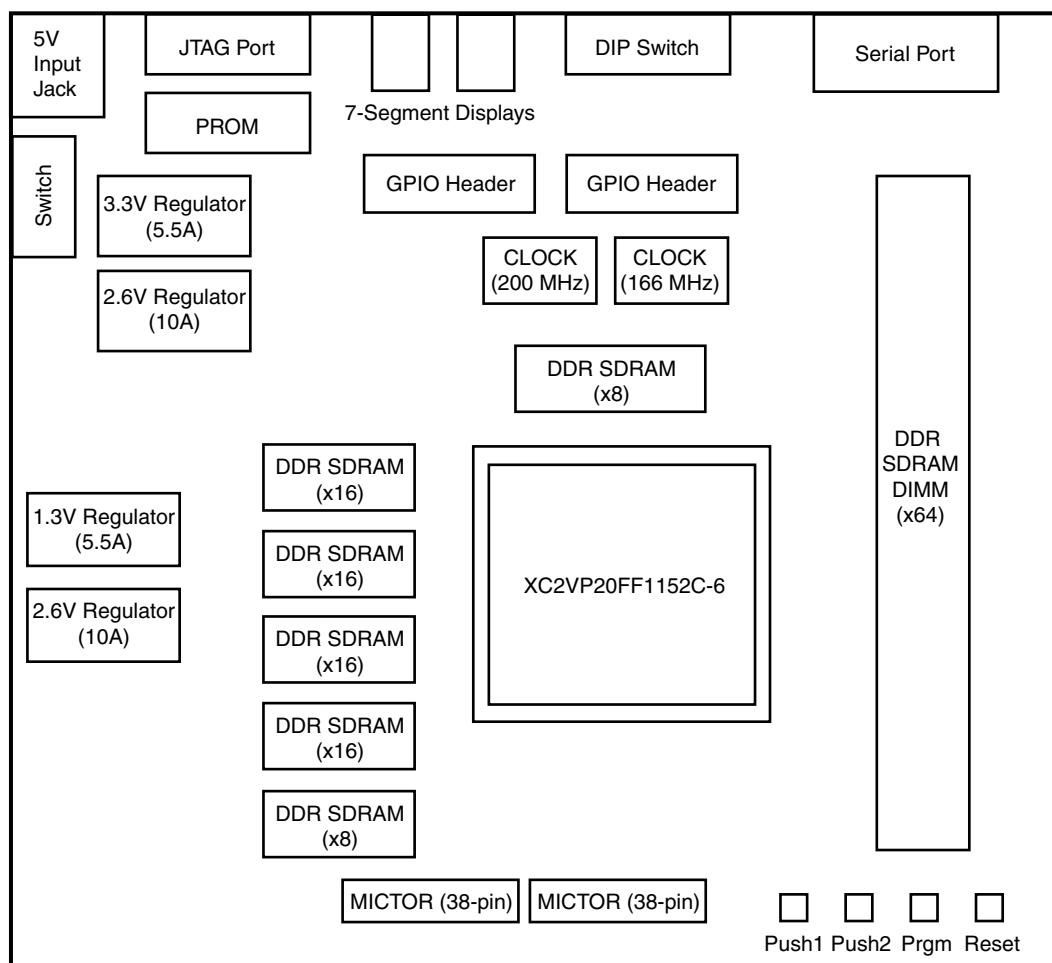 5V
Input
Jack
JTAG Port
DIP Switch
Serial Port
7-Segment Displays
PROM
Switch
3.3V Regulator
(5.5A)
GPIO Header
GPIO Header
CLOCK
(200 MHz)
CLOCK
(166 MHz)
2.6V Regulator
(10A)
DDR SDRAM
(x8)
DDR
SDRAM
DIMM
(x64)
DDR SDRAM
(x16)
1.3V Regulator
(5.5A)
DDR SDRAM
(x16)
XC2VP20FF1152C-6
2.6V Regulator
(10A)
DDR SDRAM
(x16)
DDR SDRAM
(x16)
DDR SDRAM
(x8)
MICTOR (38-pin)
MICTOR (38-pin)
Push1 Push2 Prgm Reset